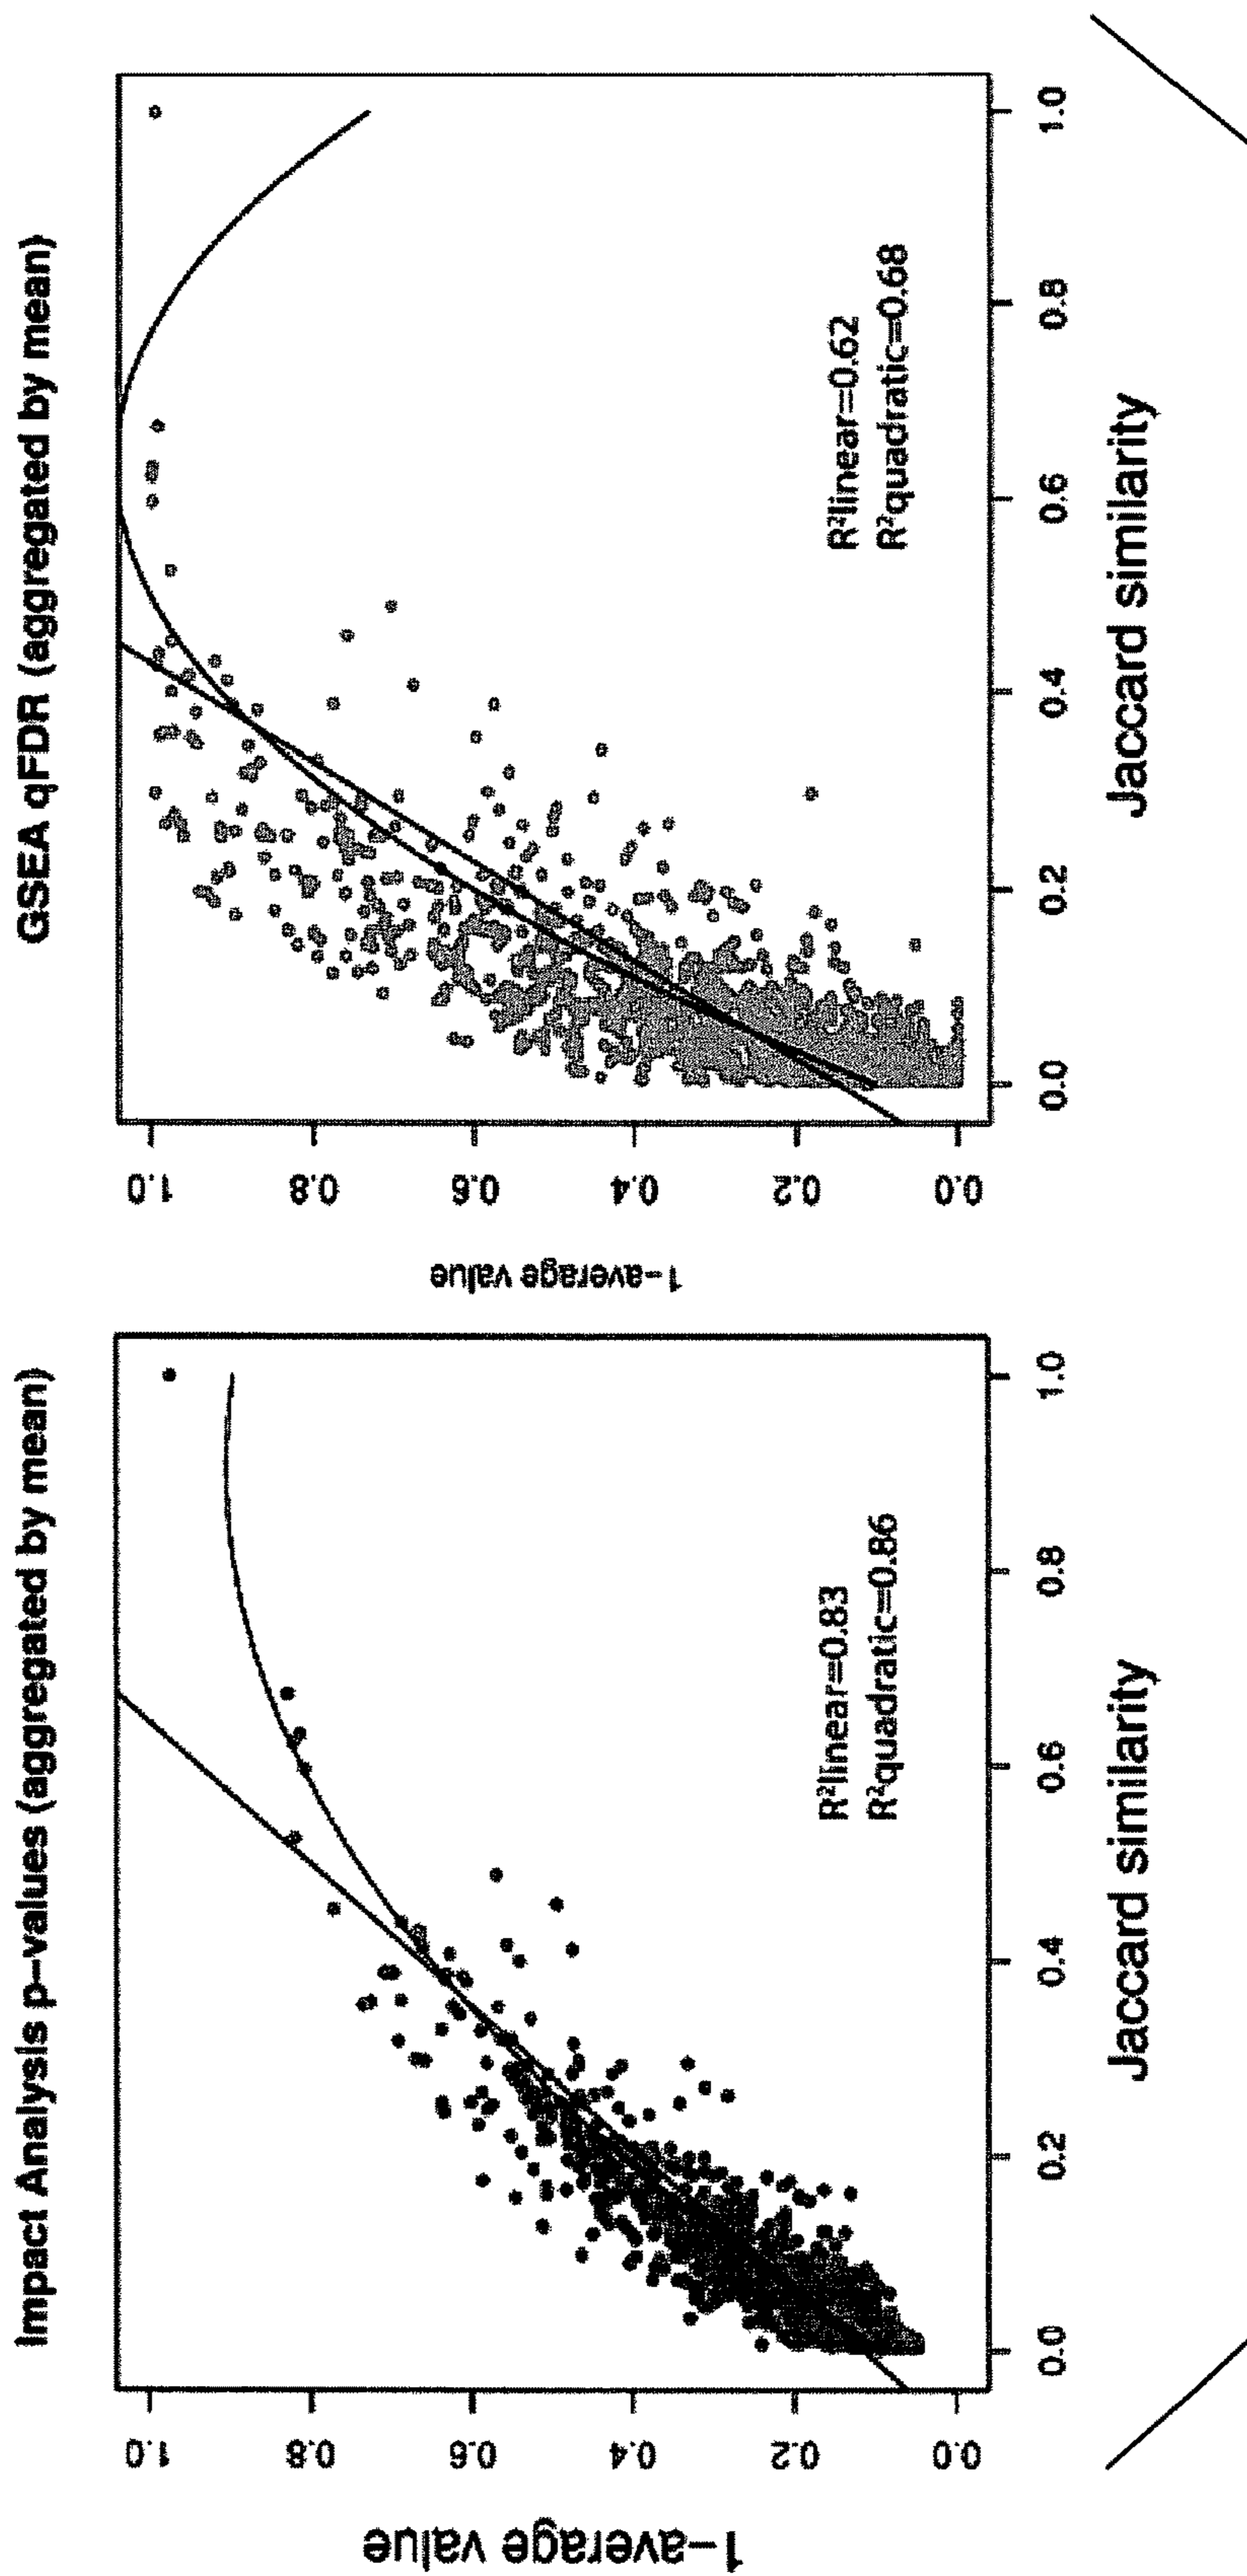 Impact Analysis p-values (aggregated by mean)
1-average value
1.0
0.8
0.6
0.4
0.2
0.0
R²linear=0.83
R²quadratic=0.86
0.0 0.2 0.4 0.6 0.8 1.0
Jaccard similarity
GSEA qFDR (aggregated by mean)
1-average value
1.0
0.8
0.6
0.4
0.2
0.0
R²linear=0.62
R²quadratic=0.68
0.0 0.2 0.4 0.6 0.8 1.0
Jaccard similarity